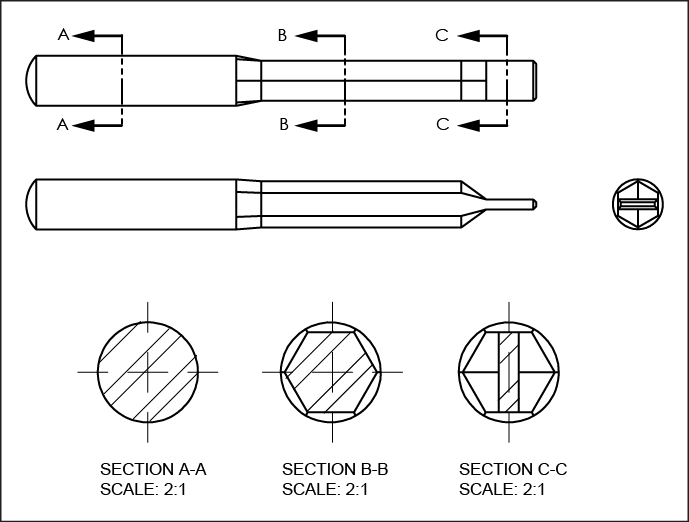 A B C
A B C
SECTION A-A SECTION B-B SECTION C-C
SCALE: 2:1 SCALE: 2:1 SCALE: 2:1